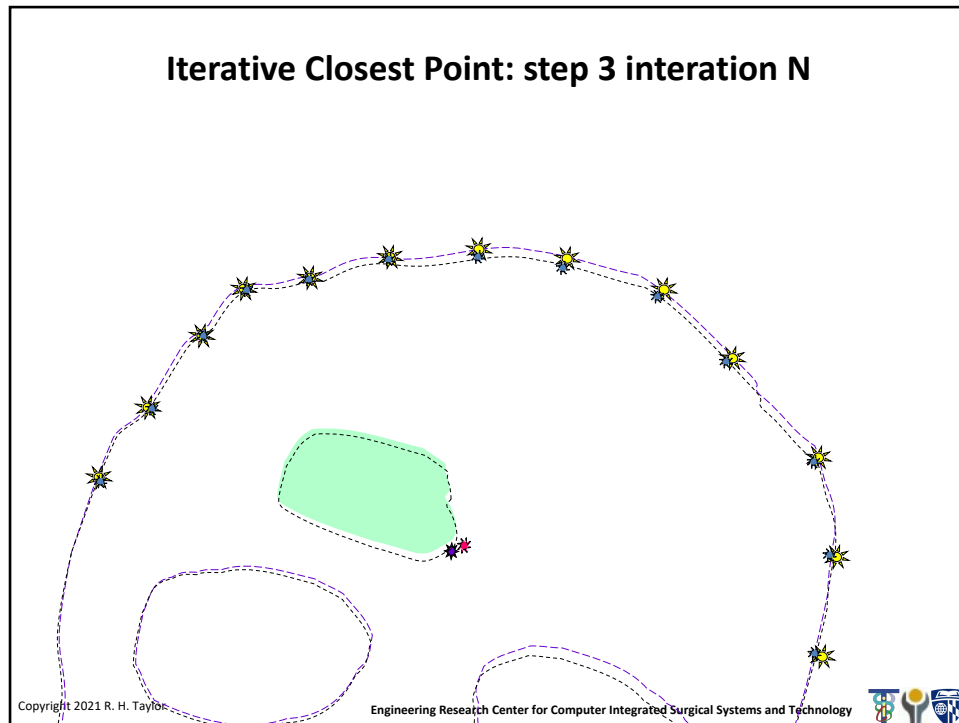 Iterative Closest Point: step 3 interation N
Copyright 2021 R. H. Taylor
Engineering Research Center for Computer Integrated Surgical Systems and Technology